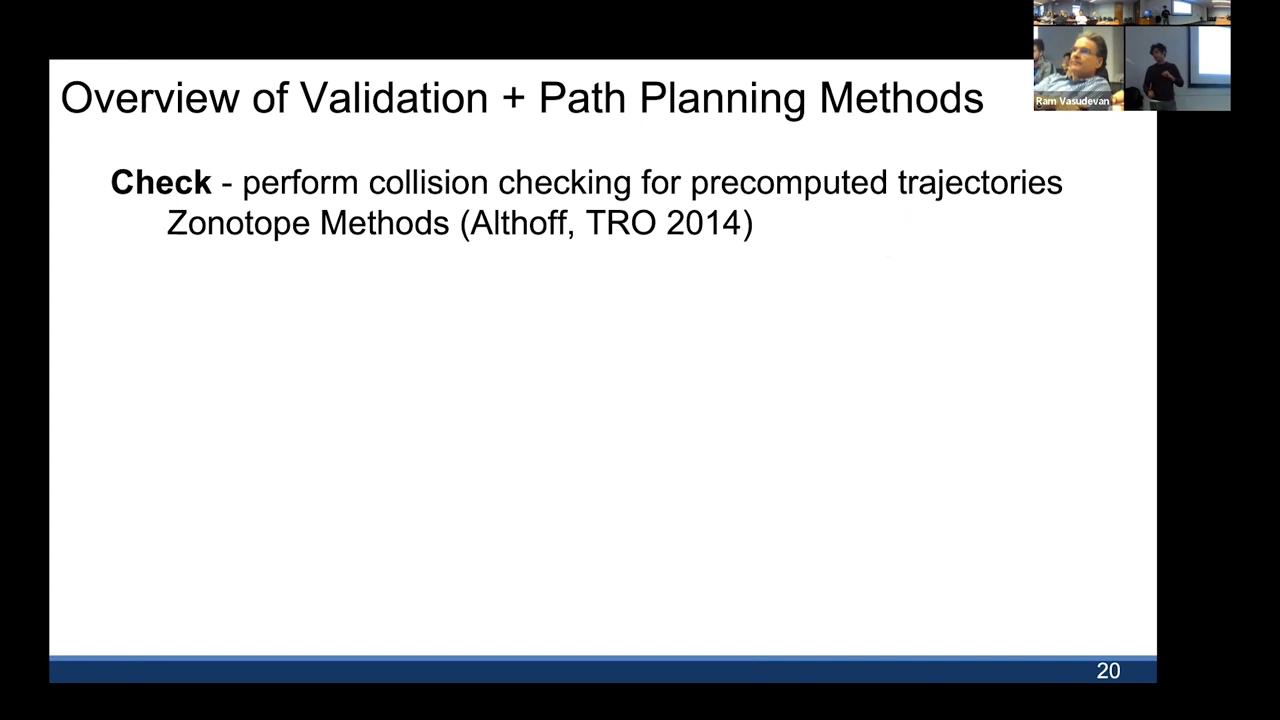 Overview of Validation + Path Planning Methods
Ram Vasudevan
Check - perform collision checking for precomputed trajectories
Zonotope Methods (Althoff, TRO 2014)
20